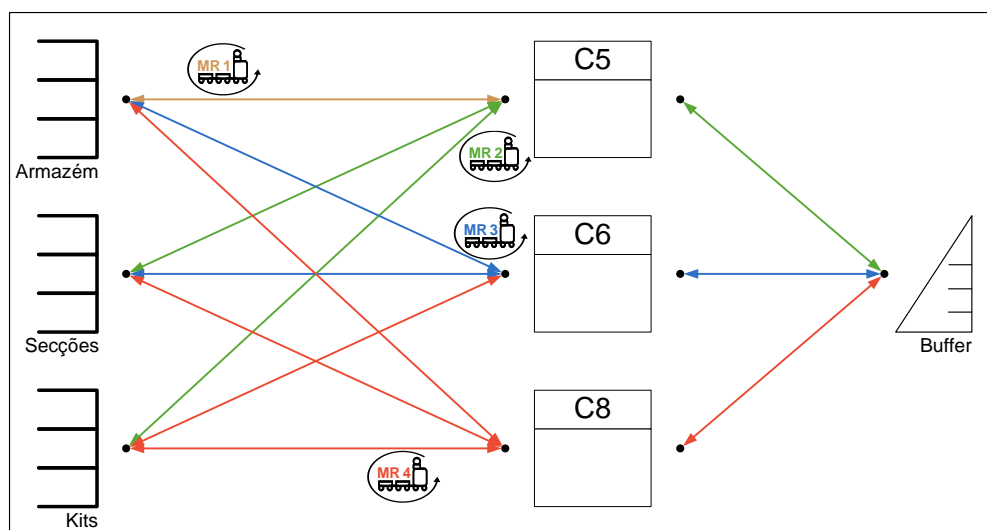 MR 1
C5
Armazém
MR 2
MR 3
C6
Secções
Buffer
C8
MR 4
Kits